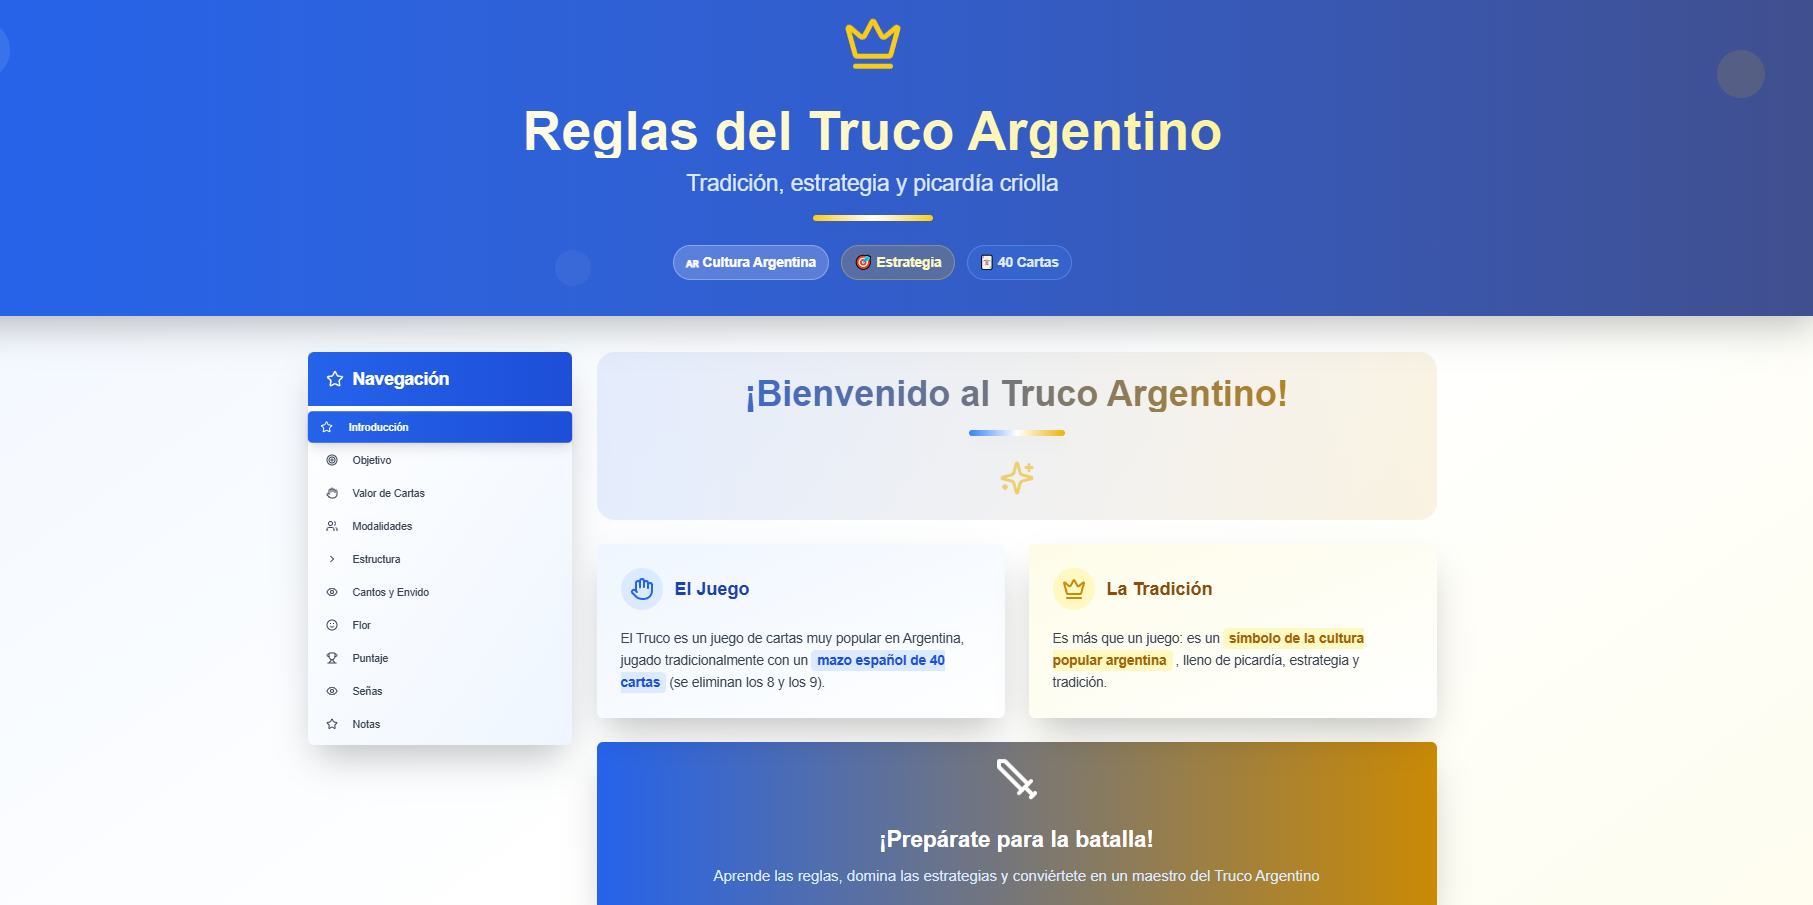 Reglas del Truco Argentino
Tradición, estrategia y picardía criolla
AR Cultura Argentina
Estrategia
40 Cartas
Navegación
Introducción
Objetivo
Valor de Cartas
Modalidades
Estructura
Cantos y Envido
Flor
Puntaje
Señas
Notas
¡Bienvenido al Truco Argentino!
El Juego
El Truco es un juego de cartas muy popular en Argentina,
jugado tradicionalmente con un mazo español de 40
cartas (se eliminan los 8 y los 9).
La Tradición
Es más que un juego: es un símbolo de la cultura
popular argentina , lleno de picardía, estrategia y
tradición.
¡Prepárate para la batalla!
Aprende las reglas, domina las estrategias y conviértete en un maestro del Truco Argentino